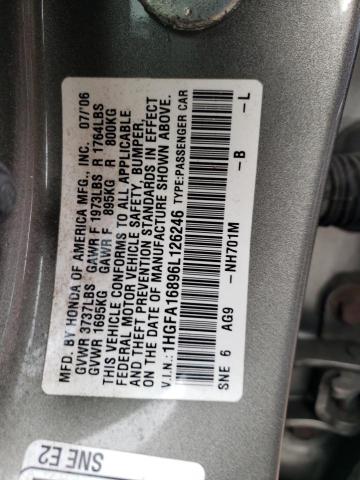 MFD. BY HONDA OF AMERICA MFG., INC. 07/06
GVWR 3737LBS GAWR F 1973LBS R 1764LBS
GVWR 1695KG GAWR F 895KG R 800KG
THIS VEHICLE CONFORMS TO ALL APPLICABLE
FEDERAL MOTOR VEHICLE SAFETY, BUMPER,
AND THEFT PREVENTION STANDARDS IN EFFECT
ON THE DATE OF MANUFACTURE SHOWN ABOVE.
V.I.N.: 1HGFA16896L126246 TYPE:PASSENGER CAR
SNE 6 AG9 -NH701M -B -L
SNE E2